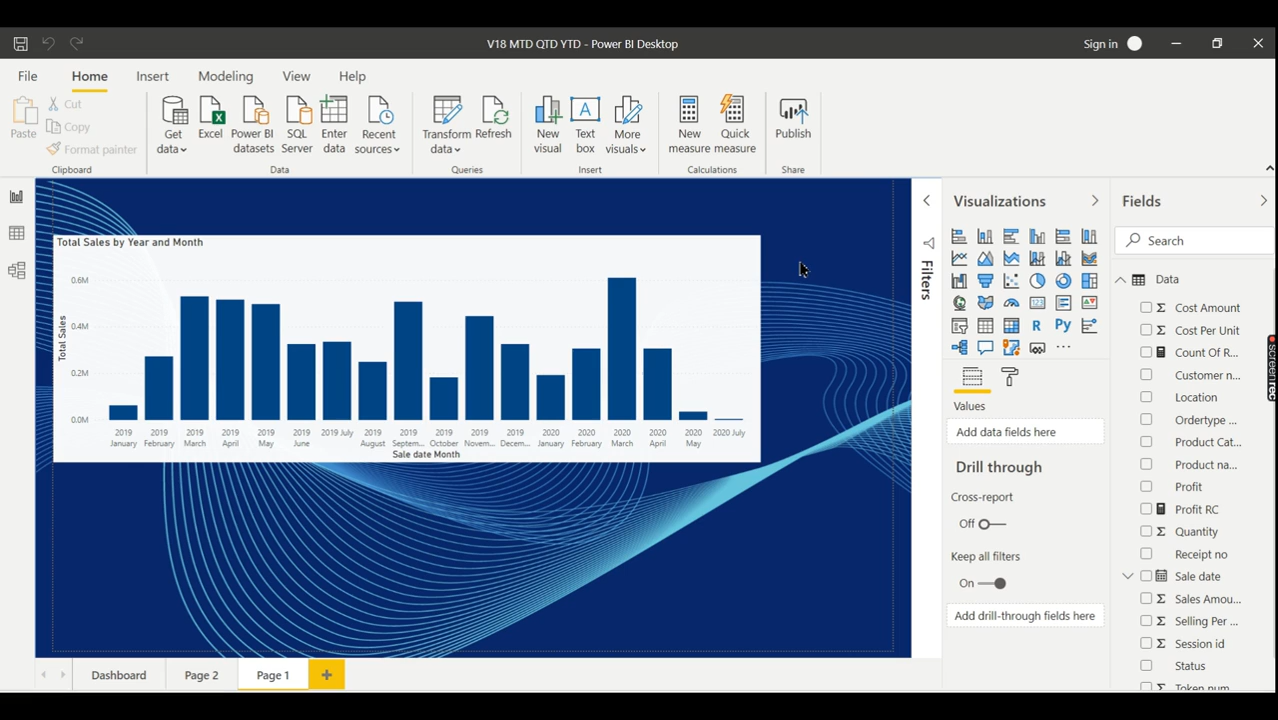 V18 MTD QTD YTD - Power BI Desktop
Sign in
File Home Insert Modeling View Help
Paste
Cut
Copy
Format painter
Clipboard
Get data
Excel
Power BI datasets
SQL Server
Enter data
Recent sources
Data
Transform data
Refresh
Queries
New visual
Text box
More visuals
Insert
New measure
Quick measure
Calculations
Publish
Share
Total Sales by Year and Month
Total Sales
0.6M
0.4M
0.2M
0.0M
2019 January
2019 February
2019 March
2019 April
2019 May
2019 June
2019 July
2019 August
2019 Septem...
2019 October
2019 Novem...
2019 Decem...
2020 January
2020 February
2020 March
2020 April
2020 May
2020 July
Sale date Month
Filters
Visualizations
Values
Add data fields here
Drill through
Cross-report
Off
Keep all filters
On
Add drill-through fields here
Fields
Search
Data
Cost Amount
Cost Per Unit
Count Of R...
Customer n...
Location
Ordertype ...
Product Cat...
Product na...
Profit
Profit RC
Quantity
Receipt no
Sale date
Sales Amou...
Selling Per ...
Session id
Status
Token num
screenrec
Dashboard
Page 2
Page 1